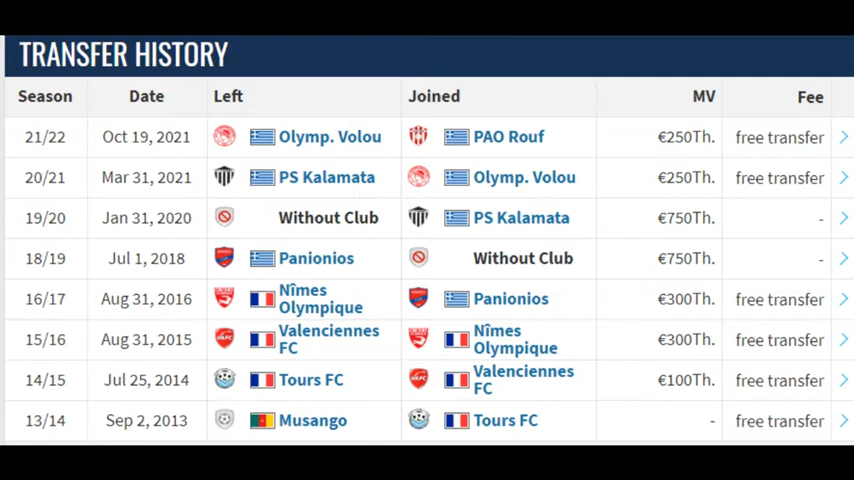 TRANSFER HISTORY
Season Date Left Joined MV Fee
21/22 Oct 19, 2021 Olymp. Volou PAO Rouf €250Th. free transfer
20/21 Mar 31, 2021 PS Kalamata Olymp. Volou €250Th. free transfer
19/20 Jan 31, 2020 Without Club PS Kalamata €750Th. -
18/19 Jul 1, 2018 Panionios Without Club €750Th. -
16/17 Aug 31, 2016 Nîmes Olympique Panionios €300Th. free transfer
15/16 Aug 31, 2015 Valenciennes FC Nîmes Olympique €300Th. free transfer
14/15 Jul 25, 2014 Tours FC Valenciennes FC €100Th. free transfer
13/14 Sep 2, 2013 Musango Tours FC - free transfer